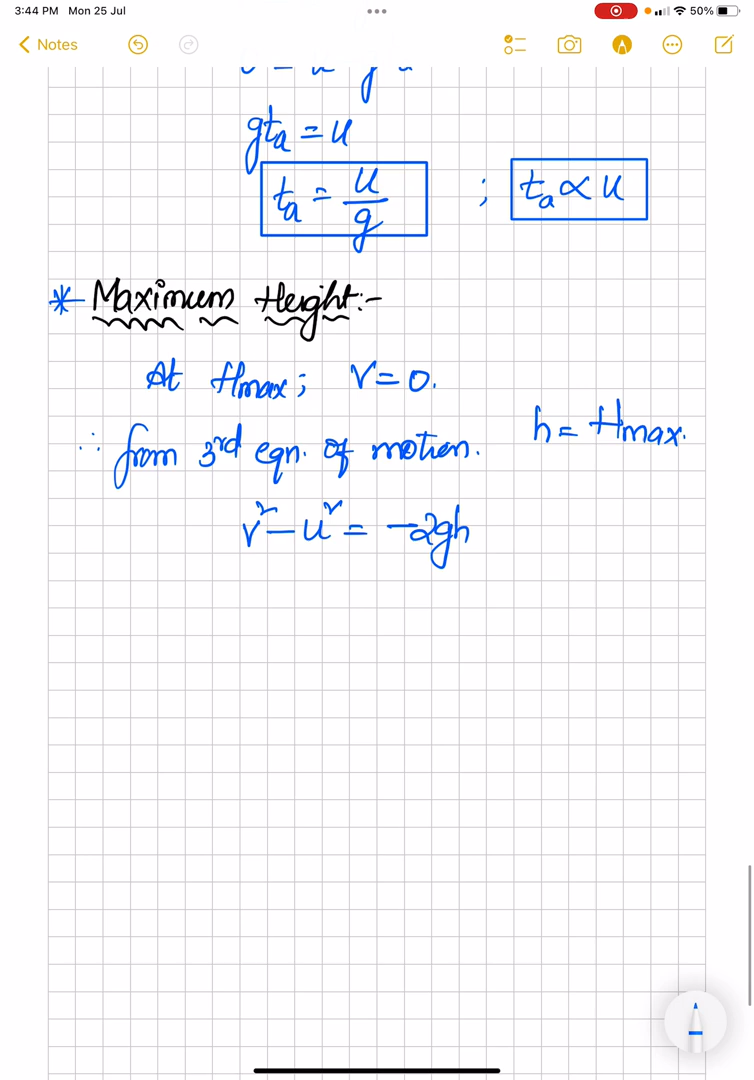 3:44 PM Mon 25 Jul 50%
Notes
gta = u
ta = u/g ; ta ∝ u
* Maximum Height:-
At Hmax; v = 0.
h = Hmax.
∴ from 3rd eqn. of motion.
v² - u² = -2gh